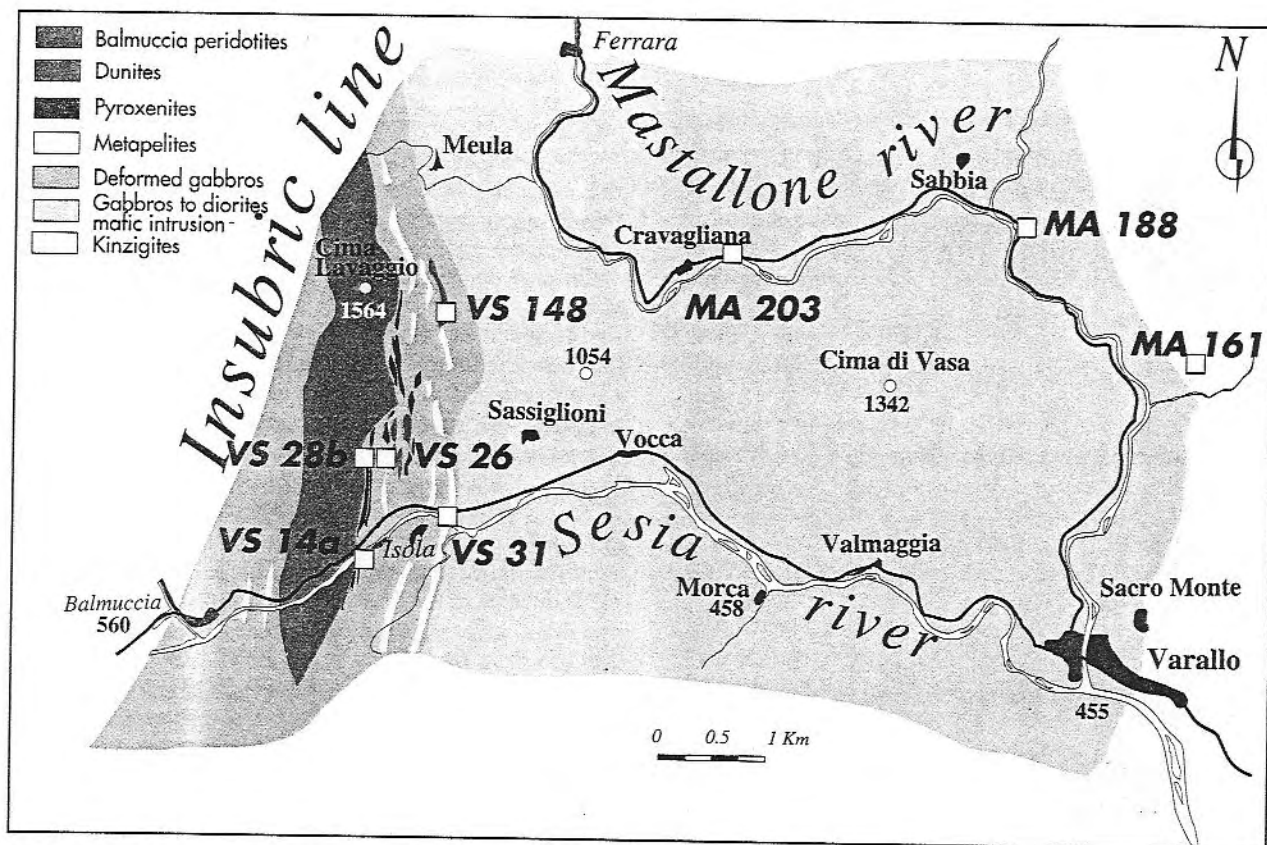 Balmuccia peridotites
Dunites
Pyroxenites
Metapelites
Deformed gabbros
Gabbros to diorites
mafic intrusion-
Kinzigites
Insubric line
Ferrara
Mastallone river
N
Meula
Sabbia
Cravagliana
MA 188
Cima
Lavaggio
1564
VS 148
MA 203
MA 161
1054
Cima di Vasa
1342
Sassiglioni
VS 28b
VS 26
Vocca
VS 14a
Isola
VS 31
Sesia river
Valmaggia
Balmuccia
560
Morca
458
Sacro Monte
Varallo
455
0 0.5 1 Km